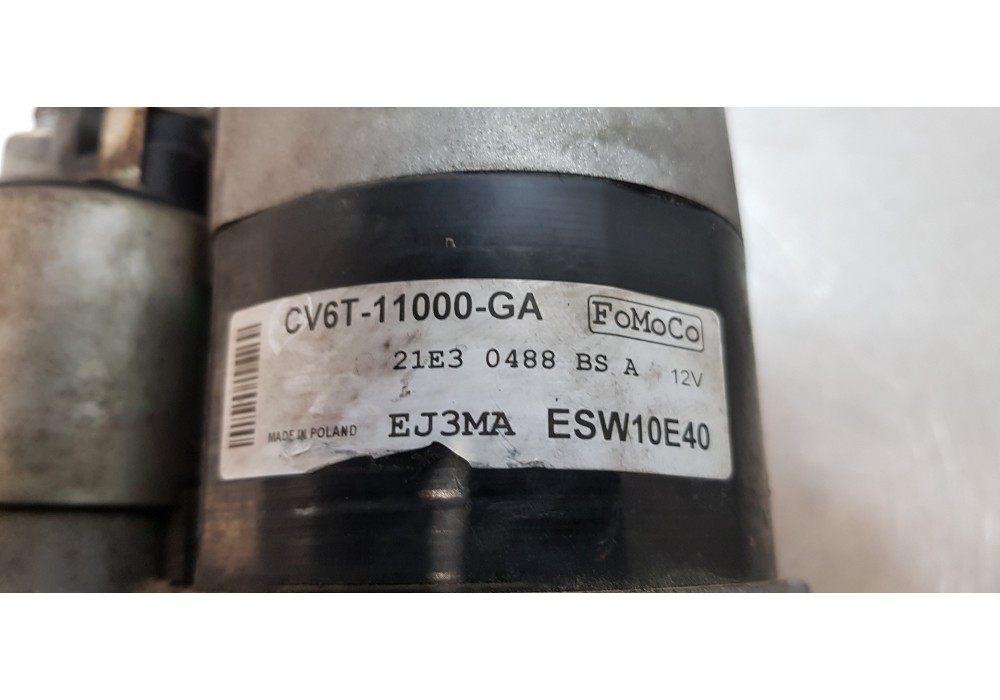 CV6T-11000-GA FoMoCo
21E3 0488 BS A 12V
MADE IN POLAND EJ3MA ESW10E40